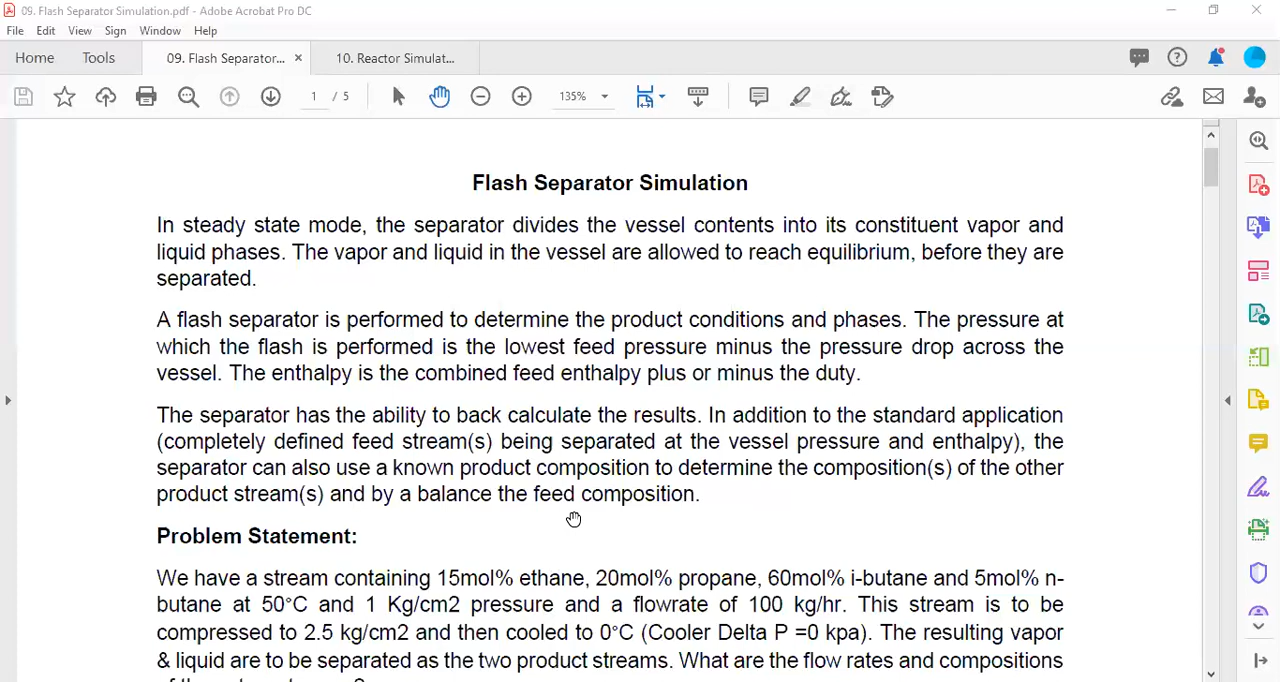 09. Flash Separator Simulation.pdf - Adobe Acrobat Pro DC
File Edit View Sign Window Help
Home Tools 09. Flash Separator... × 10. Reactor Simulat...
1 / 5 135%
Flash Separator Simulation
In steady state mode, the separator divides the vessel contents into its constituent vapor and
liquid phases. The vapor and liquid in the vessel are allowed to reach equilibrium, before they are
separated.
A flash separator is performed to determine the product conditions and phases. The pressure at
which the flash is performed is the lowest feed pressure minus the pressure drop across the
vessel. The enthalpy is the combined feed enthalpy plus or minus the duty.
The separator has the ability to back calculate the results. In addition to the standard application
(completely defined feed stream(s) being separated at the vessel pressure and enthalpy), the
separator can also use a known product composition to determine the composition(s) of the other
product stream(s) and by a balance the feed composition.
Problem Statement:
We have a stream containing 15mol% ethane, 20mol% propane, 60mol% i-butane and 5mol% n-
butane at 50°C and 1 Kg/cm2 pressure and a flowrate of 100 kg/hr. This stream is to be
compressed to 2.5 kg/cm2 and then cooled to 0°C (Cooler Delta P =0 kpa). The resulting vapor
& liquid are to be separated as the two product streams. What are the flow rates and compositions